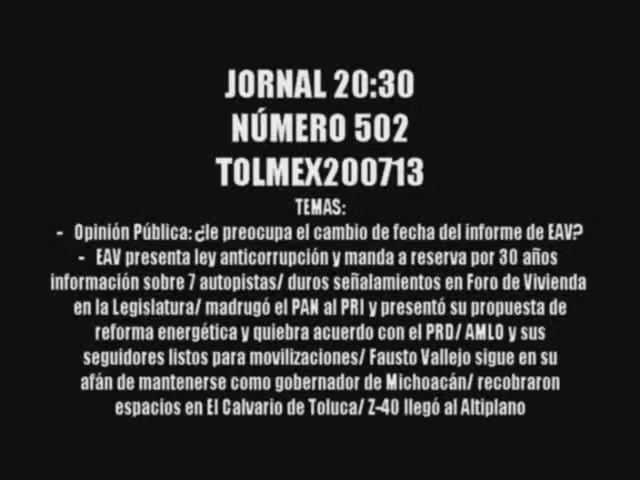 JORNAL 20:30
NÚMERO 502
TOLMEX200713
TEMAS:
- Opinión Pública: ¿le preocupa el cambio de fecha del informe de EAV?
- EAV presenta ley anticorrupción y manda a reserva por 30 años
información sobre 7 autopistas/ duros señalamientos en Foro de Vivienda
en la Legislatura/ madrugó el PAN al PRI y presentó su propuesta de
reforma energética y quiebra acuerdo con el PRD/ AMLO y sus
seguidores listos para movilizaciones/ Fausto Vallejo sigue en su
afán de mantenerse como gobernador de Michoacán/ recobraron
espacios en El Calvario de Toluca/ Z-40 llegó al Altiplano